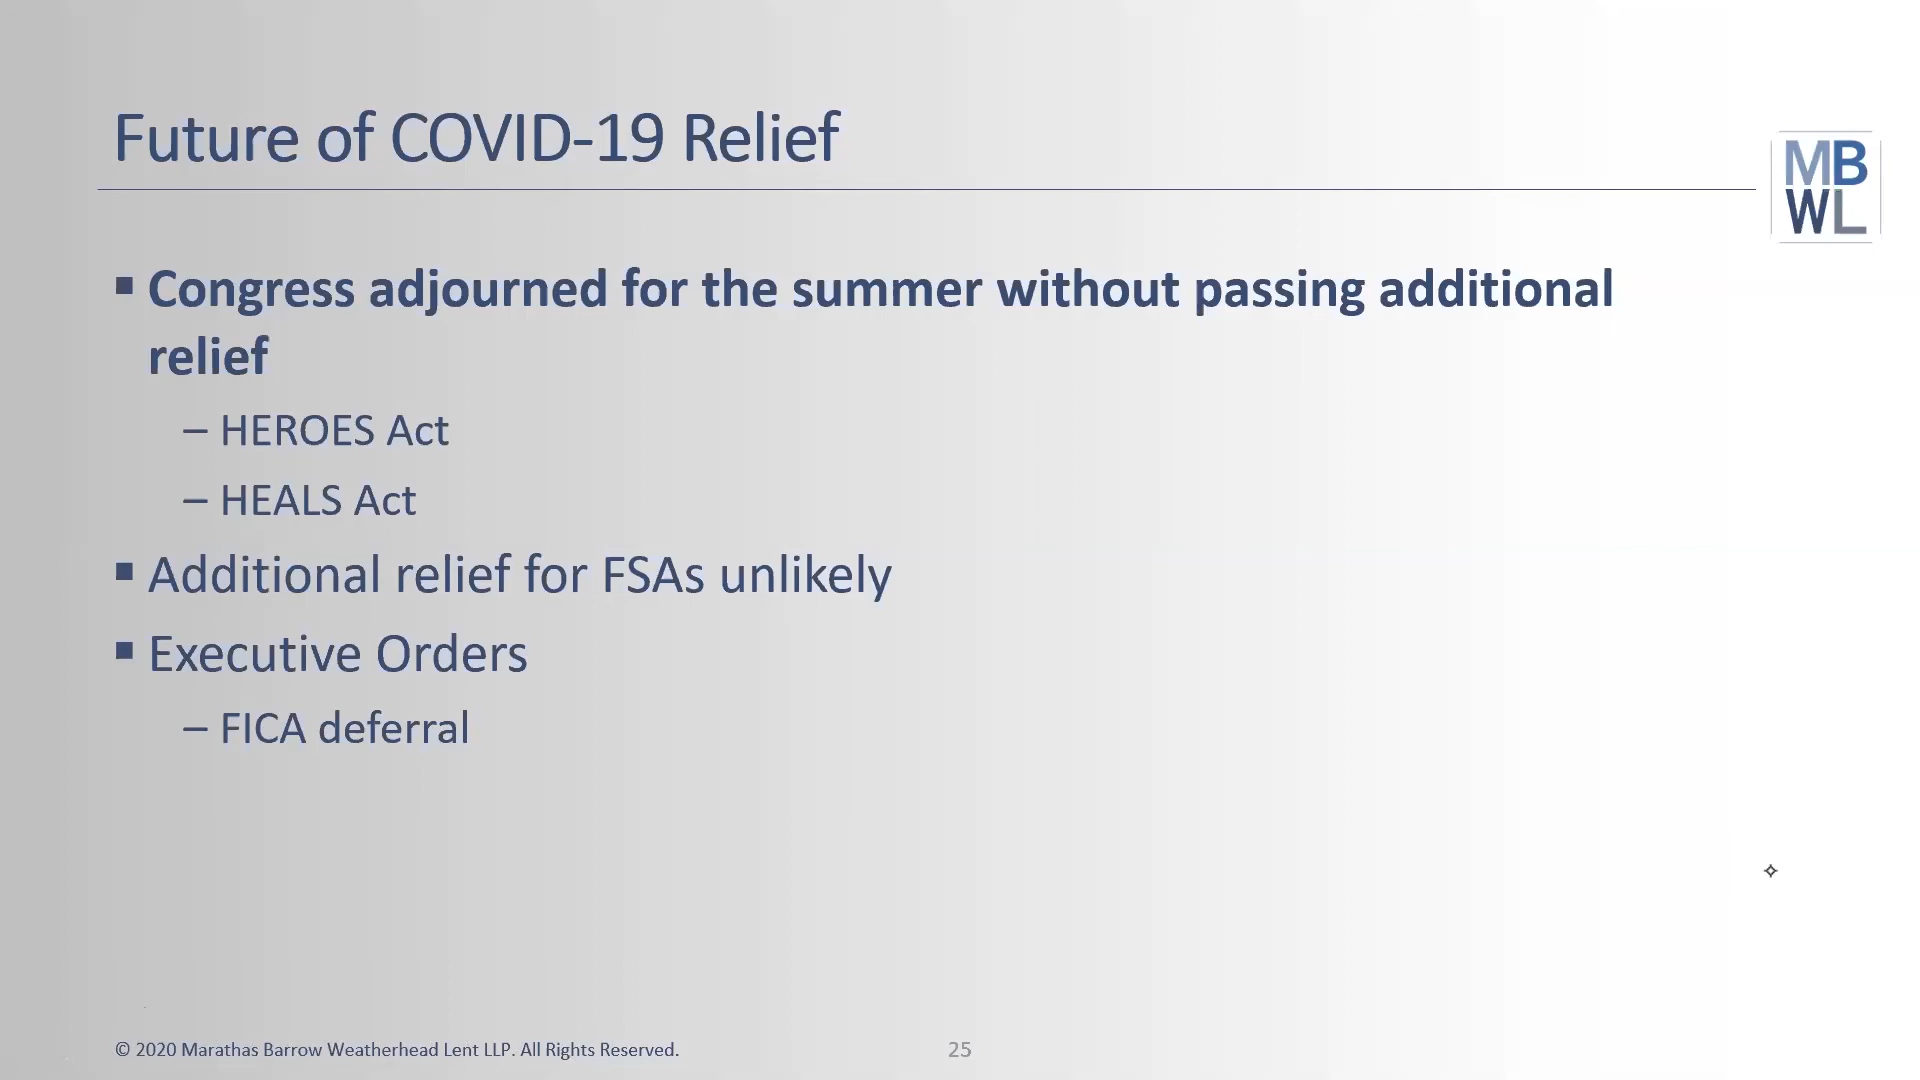 Future of COVID-19 Relief
MB
WL
▪ Congress adjourned for the summer without passing additional
relief
– HEROES Act
– HEALS Act
▪ Additional relief for FSAs unlikely
▪ Executive Orders
– FICA deferral
© 2020 Marathas Barrow Weatherhead Lent LLP. All Rights Reserved.
25